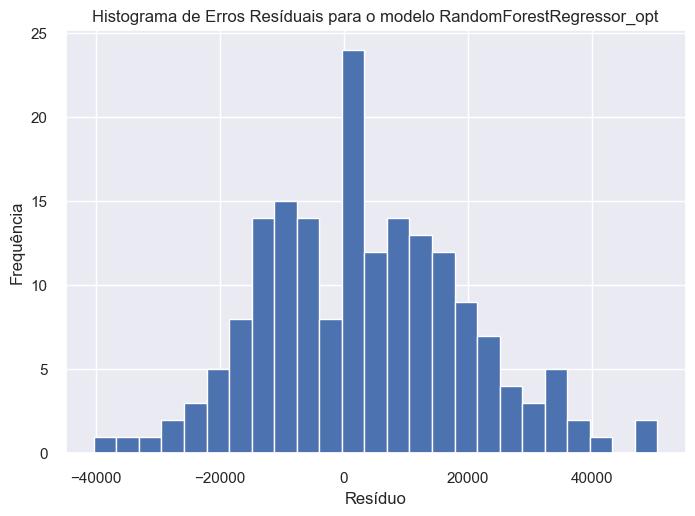 Histograma de Erros Resíduais para o modelo RandomForestRegressor_opt
25
20
15
10
5
0
Frequência
−40000 −20000 0 20000 40000
Resíduo